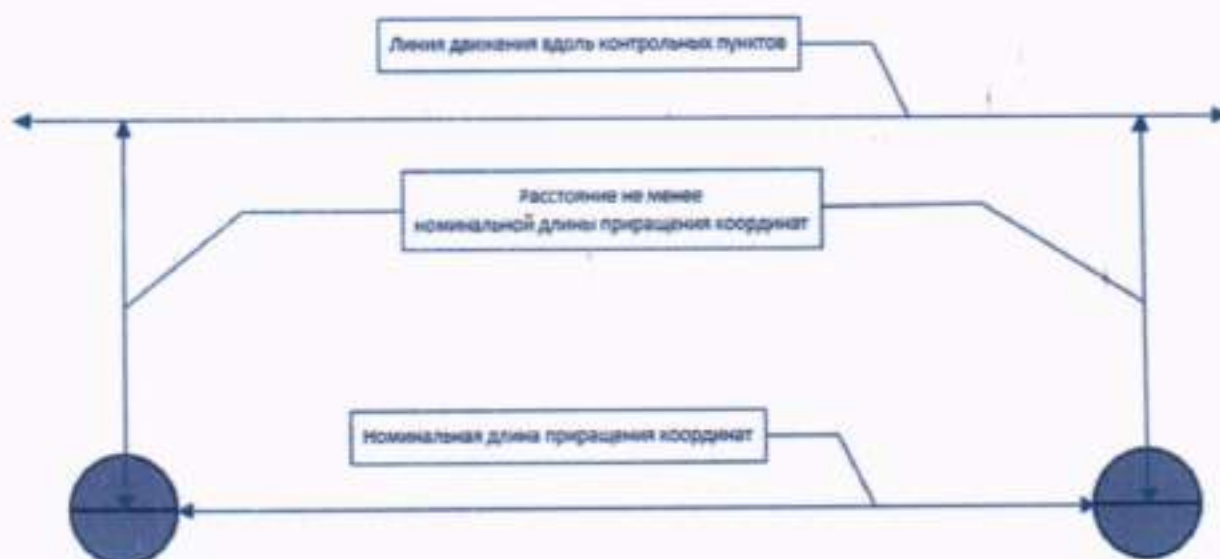 Линия движения вдоль контрольных пунктов
Расстояние не менее
номинальной длины приращения координат
Номинальная длина приращения координат